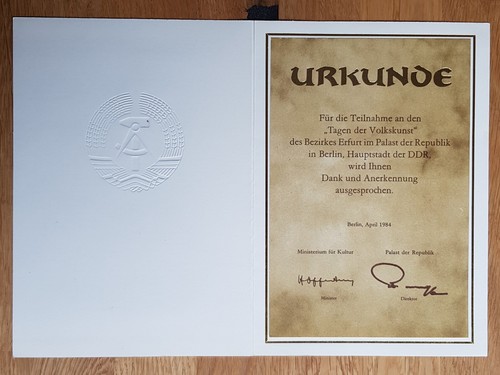 URKUNDE
Für die Teilnahme an den
„Tagen der Volkskunst“
des Bezirkes Erfurt im Palast der Republik
in Berlin, Hauptstadt der DDR,
wird Ihnen
Dank und Anerkennung
ausgesprochen.
Berlin, April 1984
Ministerium für Kultur Palast der Republik
Minister Direktor